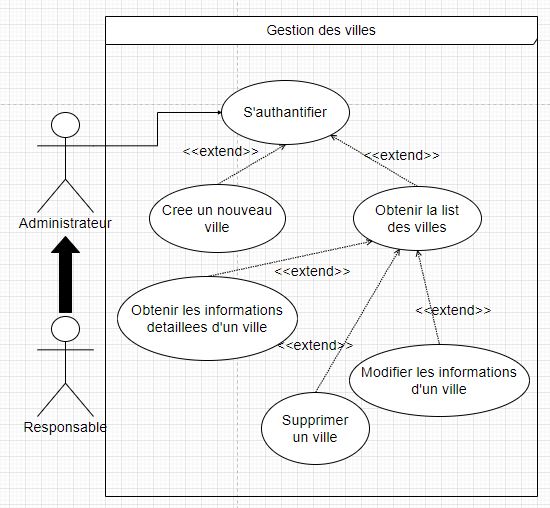 Gestion des villes
S'authantifier
<<extend>>
<<extend>>
Administrateur
Cree un nouveau
ville
Obtenir la list
des villes
<<extend>>
Obtenir les informations
detaillees d'un ville
<<extend>>
<<extend>>
Modifier les informations
d'un ville
Responsable
Supprimer
un ville